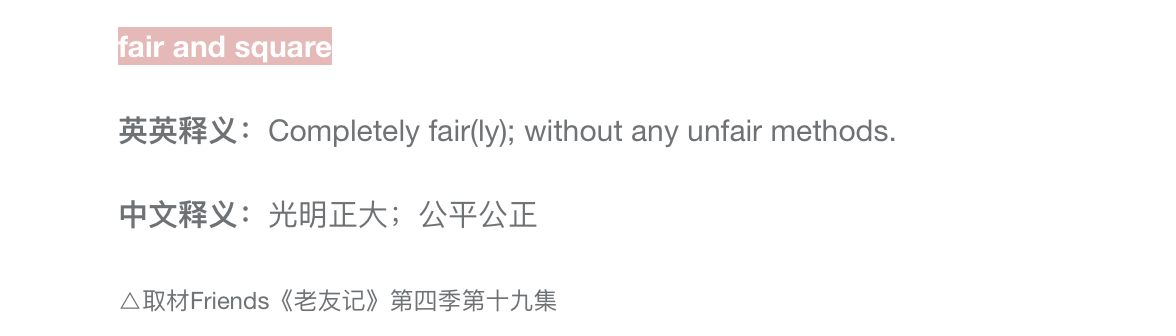 fair and square
英英释义：Completely fair(ly); without any unfair methods.
中文释义：光明正大；公平公正
△取材Friends《老友记》第四季第十九集